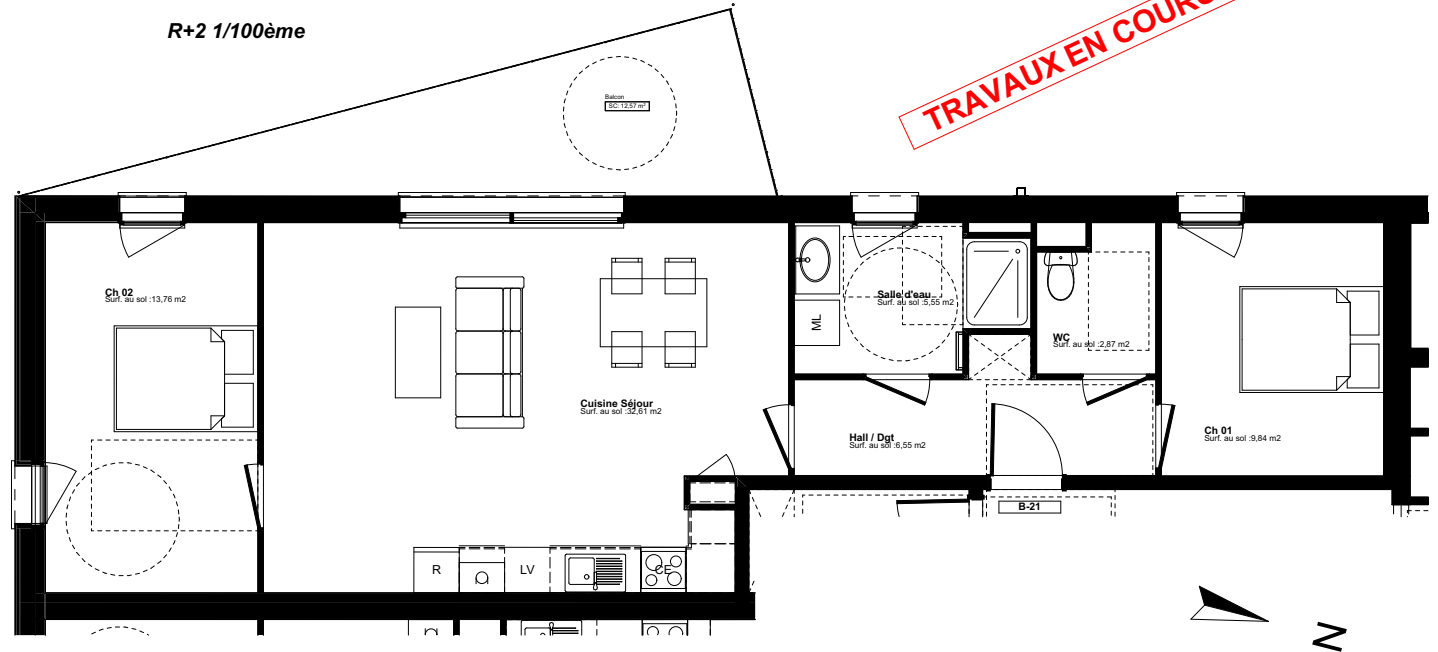 R+2 1/100ème
TRAVAUX EN COURS
Balcon
SC: 12,57 m²
Ch 02
Surf. au sol :13,76 m2
Salle d'eau
Surf. au sol :5,55 m2
ML
WC
Surf. au sol :2,87 m2
Cuisine Séjour
Surf. au sol :32,61 m2
Hall / Dgt
Surf. au sol :6,55 m2
Ch 01
Surf. au sol :9,84 m2
B-21
R
LV
CE
N